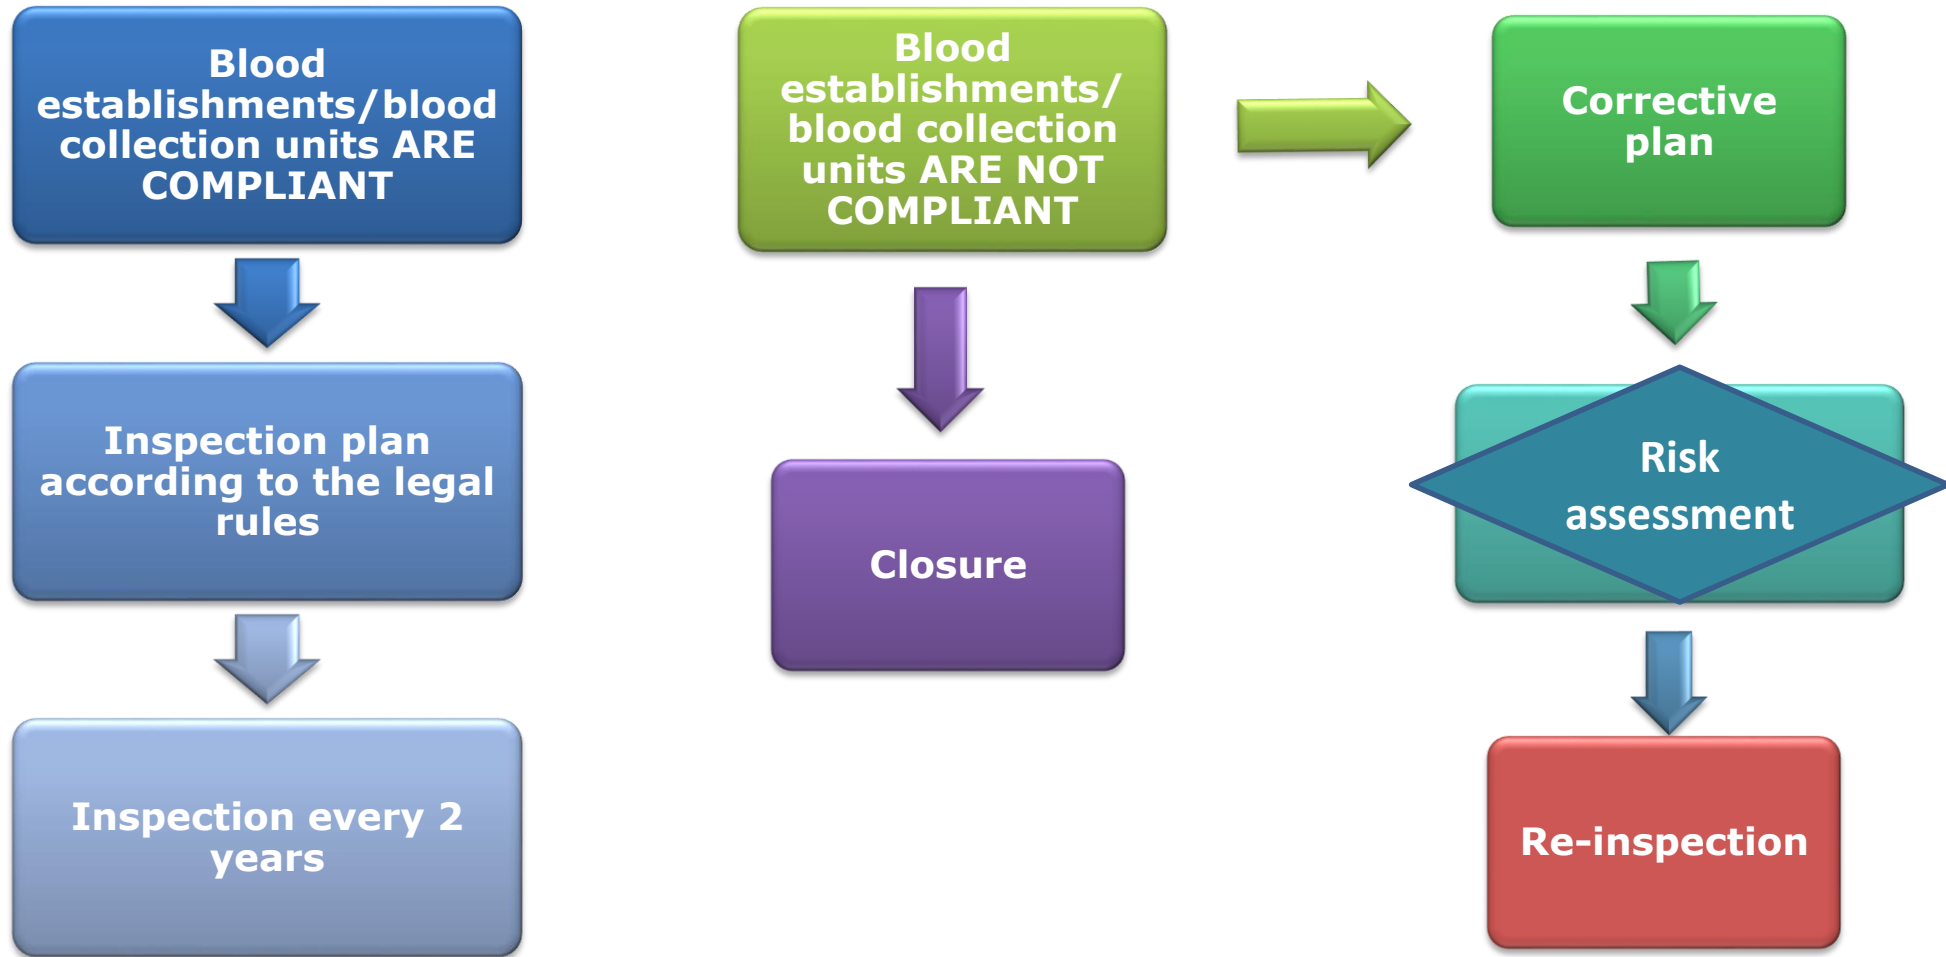 Blood
establishments/blood
collection units ARE
COMPLIANT
Inspection plan
according to the legal
rules
Inspection every 2
years
Blood
establishments/
blood collection
units ARE NOT
COMPLIANT
Closure
Corrective
plan
Risk
assessment
Re-inspection